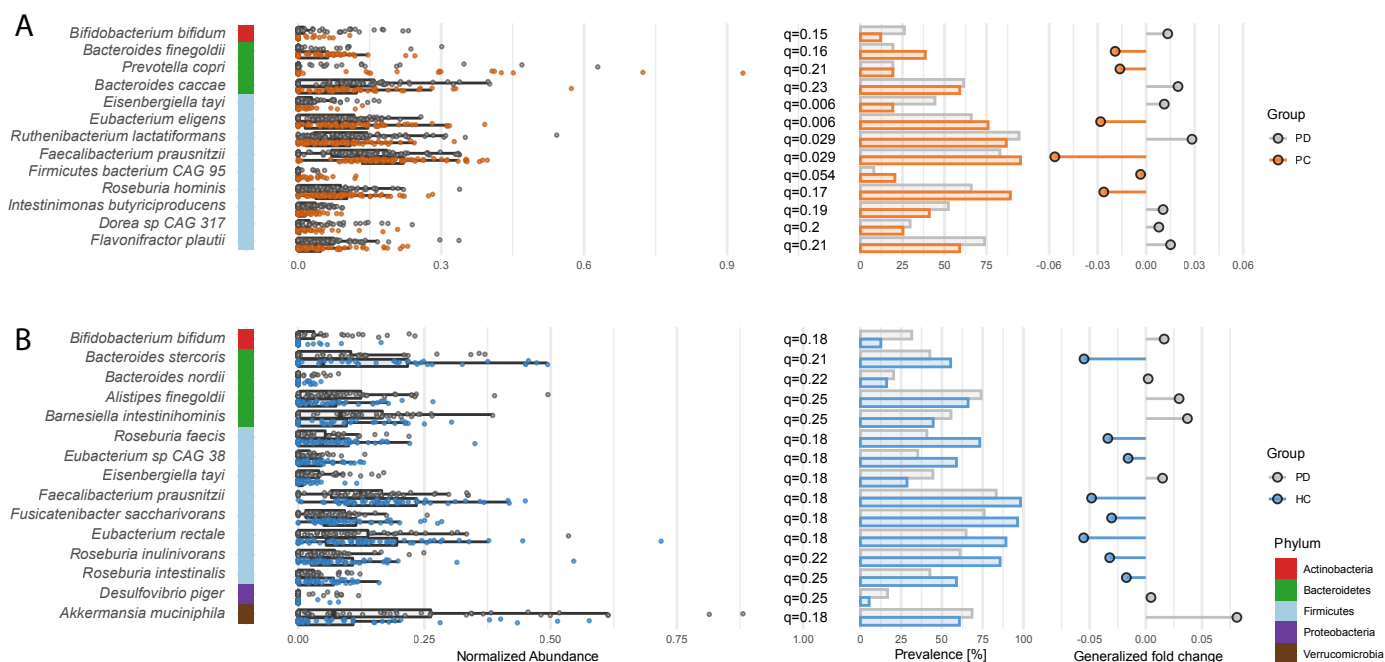 A
Bifidobacterium bifidum q=0.15
Bacteroides finegoldii q=0.16
Prevotella copri q=0.21
Bacteroides caccae q=0.23
Eisenbergiella tayi q=0.006
Eubacterium eligens q=0.006
Ruthenibacterium lactatiformans q=0.029
Faecalibacterium prausnitzii q=0.029
Firmicutes bacterium CAG 95 q=0.054
Roseburia hominis q=0.17
Intestinimonas butyriciproducens q=0.19
Dorea sp CAG 317 q=0.2
Flavonifractor plautii q=0.21
0.0 0.3 0.6 0.9 0 25 50 75 -0.06 -0.03 0.00 0.03 0.06
Group
PD
PC
B
Bifidobacterium bifidum q=0.18
Bacteroides stercoris q=0.21
Bacteroides nordii q=0.22
Alistipes finegoldii q=0.25
Barnesiella intestinihominis q=0.25
Roseburia faecis q=0.18
Eubacterium sp CAG 38 q=0.18
Eisenbergiella tayi q=0.18
Faecalibacterium prausnitzii q=0.18
Fusicatenibacter saccharivorans q=0.18
Eubacterium rectale q=0.18
Roseburia inulinivorans q=0.22
Roseburia intestinalis q=0.25
Desulfovibrio piger q=0.25
Akkermansia muciniphila q=0.18
0.00 0.25 0.50 0.75 1.00 0 25 50 75 100 -0.05 0.00 0.05
Normalized Abundance Prevalence [%] Generalized fold change
Group
PD
HC
Phylum
Actinobacteria
Bacteroidetes
Firmicutes
Proteobacteria
Verrucomicrobia